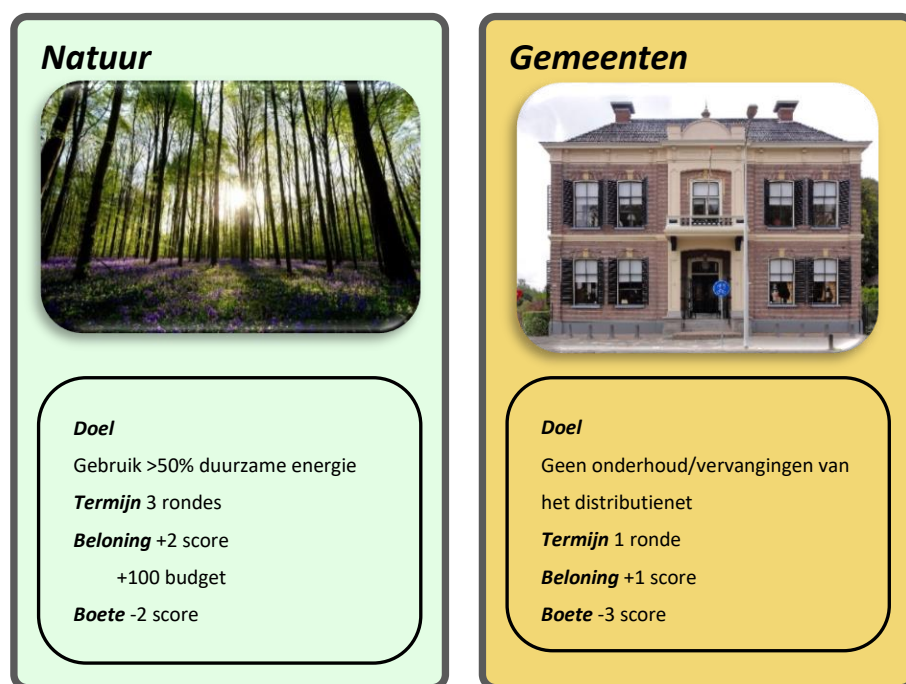 Natuur
Doel
Gebruik >50% duurzame energie
Termijn 3 rondes
Beloning +2 score
+100 budget
Boete -2 score
Gemeenten
Doel
Geen onderhoud/vervangingen van
het distributienet
Termijn 1 ronde
Beloning +1 score
Boete -3 score